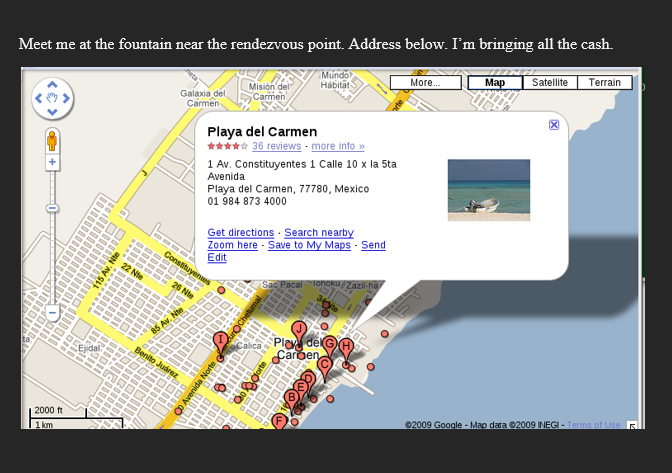 Meet me at the fountain near the rendezvous point. Address below. I'm bringing all the cash.
More...
Map
Satellite
Terrain
Galaxia del
Carmen
Misión del
Carmen
Mundo
Habitat
Playa del Carmen
36 reviews - more info »
1 Av. Constituyentes 1 Calle 10 x la 5ta
Avenida
Playa del Carmen, 77780, Mexico
01 984 873 4000
Get directions - Search nearby
Zoom here - Save to My Maps - Send
Edit
Constituyentes
115 Av. Nte
22 Nte
26 Nte
85 Av. Nte
Sac Pacal
Tohoku
Zazil-ha
Ejidal
Calica
Benito Juárez
Playa del
Carmen
I
J
G
H
C
D
E
B
F
2000 ft
1 km
©2009 Google - Map data ©2009 INEGI - Terms of Use